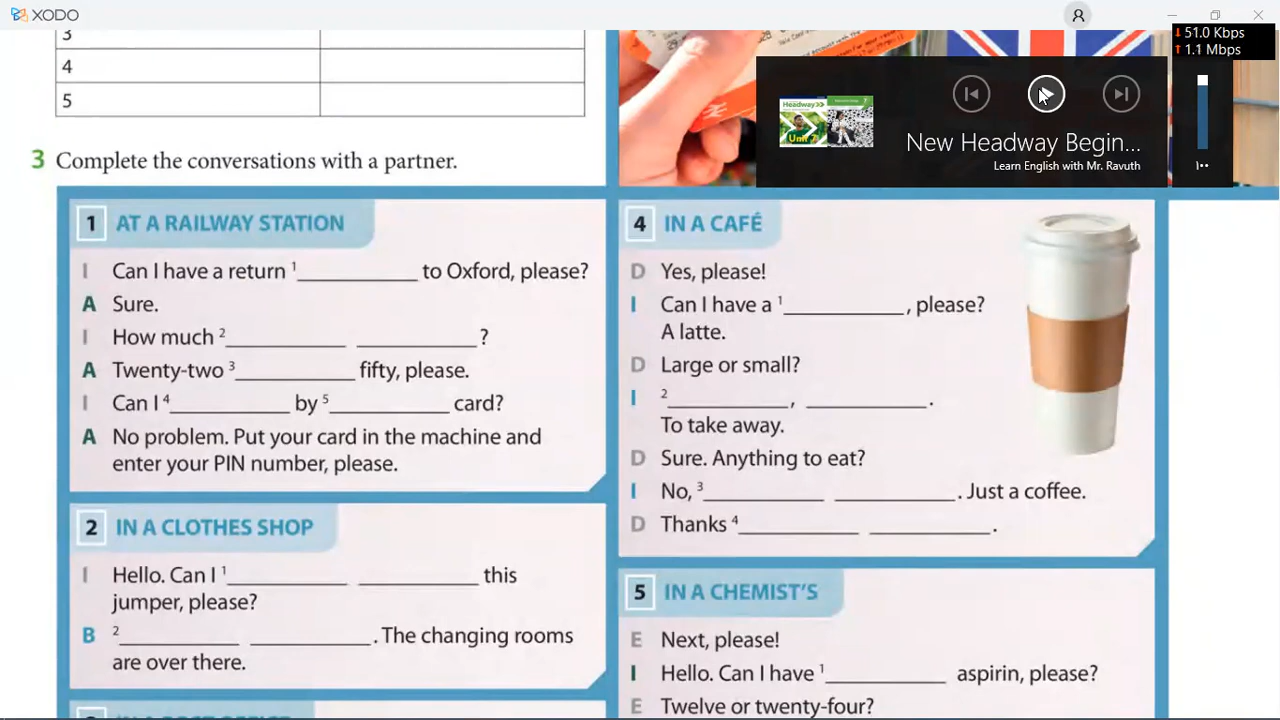 XODO
51.0 Kbps
1.1 Mbps
3
4
5
Headway
Unit 7
New Headway Begin...
Learn English with Mr. Ravuth
۱۰۰
3 Complete the conversations with a partner.
1 AT A RAILWAY STATION
I Can I have a return 1__________ to Oxford, please?
A Sure.
I How much 2__________ __________?
A Twenty-two 3__________ fifty, please.
I Can I 4__________ by 5__________ card?
A No problem. Put your card in the machine and
enter your PIN number, please.
2 IN A CLOTHES SHOP
I Hello. Can I 1__________ __________ this
jumper, please?
B 2__________ __________. The changing rooms
are over there.
4 IN A CAFÉ
D Yes, please!
I Can I have a 1__________, please?
A latte.
D Large or small?
I 2__________, __________.
To take away.
D Sure. Anything to eat?
I No, 3__________ __________. Just a coffee.
D Thanks 4__________ __________.
5 IN A CHEMIST'S
E Next, please!
I Hello. Can I have 1__________ aspirin, please?
E Twelve or twenty-four?